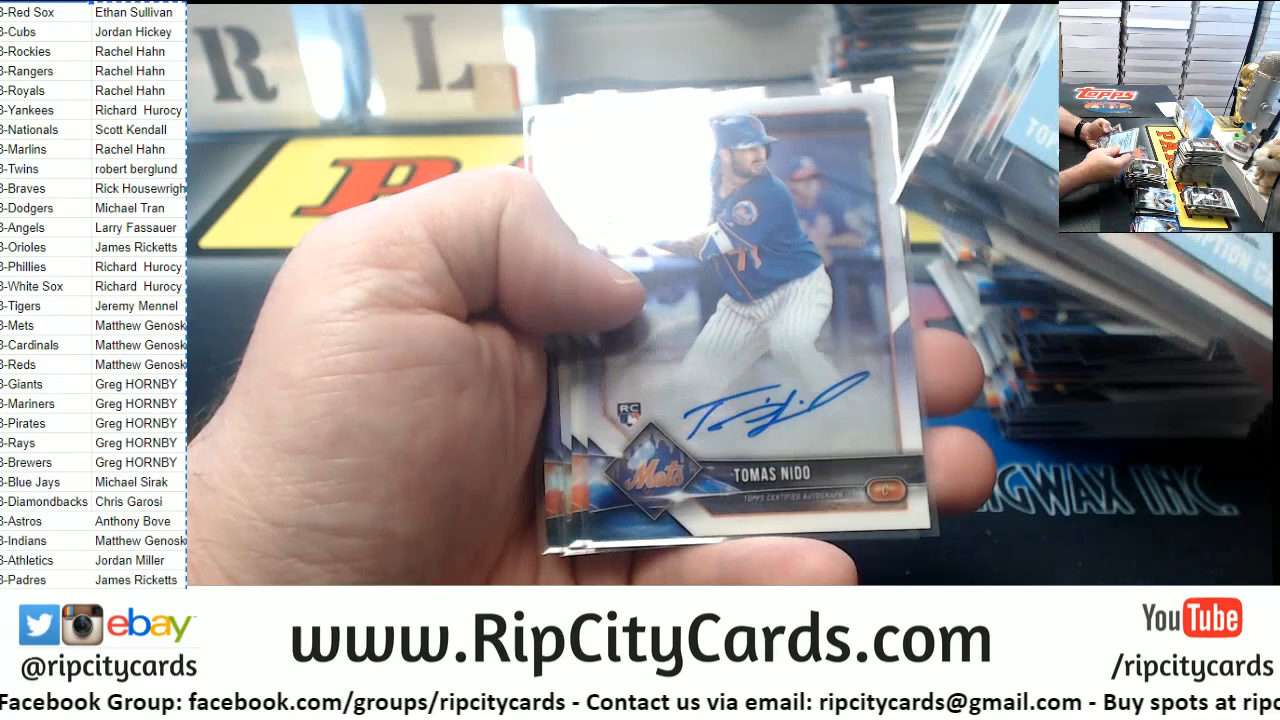 3-Red Sox Ethan Sullivan
3-Cubs Jordan Hickey
3-Rockies Rachel Hahn
3-Rangers Rachel Hahn
3-Royals Rachel Hahn
3-Yankees Richard Hurocy
3-Nationals Scott Kendall
3-Marlins Rachel Hahn
3-Twins robert berglund
3-Braves Rick Housewrigh
3-Dodgers Michael Tran
3-Angels Larry Fassauer
3-Orioles James Ricketts
3-Phillies Richard Hurocy
3-White Sox Richard Hurocy
3-Tigers Jeremy Mennel
3-Mets Matthew Genosk
3-Cardinals Matthew Genosk
3-Reds Matthew Genosk
3-Giants Greg HORNBY
3-Mariners Greg HORNBY
3-Pirates Greg HORNBY
3-Rays Greg HORNBY
3-Brewers Greg HORNBY
3-Blue Jays Michael Sirak
3-Diamondbacks Chris Garosi
3-Astros Anthony Bove
3-Indians Matthew Genosk
3-Athletics Jordan Miller
3-Padres James Ricketts
R L
Topps
71
RC
Mets
TOMAS NIDO
TOPPS CERTIFIED AUTOGRAPH
C
GWAX INC.
ebay
@ripcitycards
www.RipCityCards.com
YouTube
/ripcitycards
Facebook Group: facebook.com/groups/ripcitycards - Contact us via email: ripcitycards@gmail.com - Buy spots at ripc